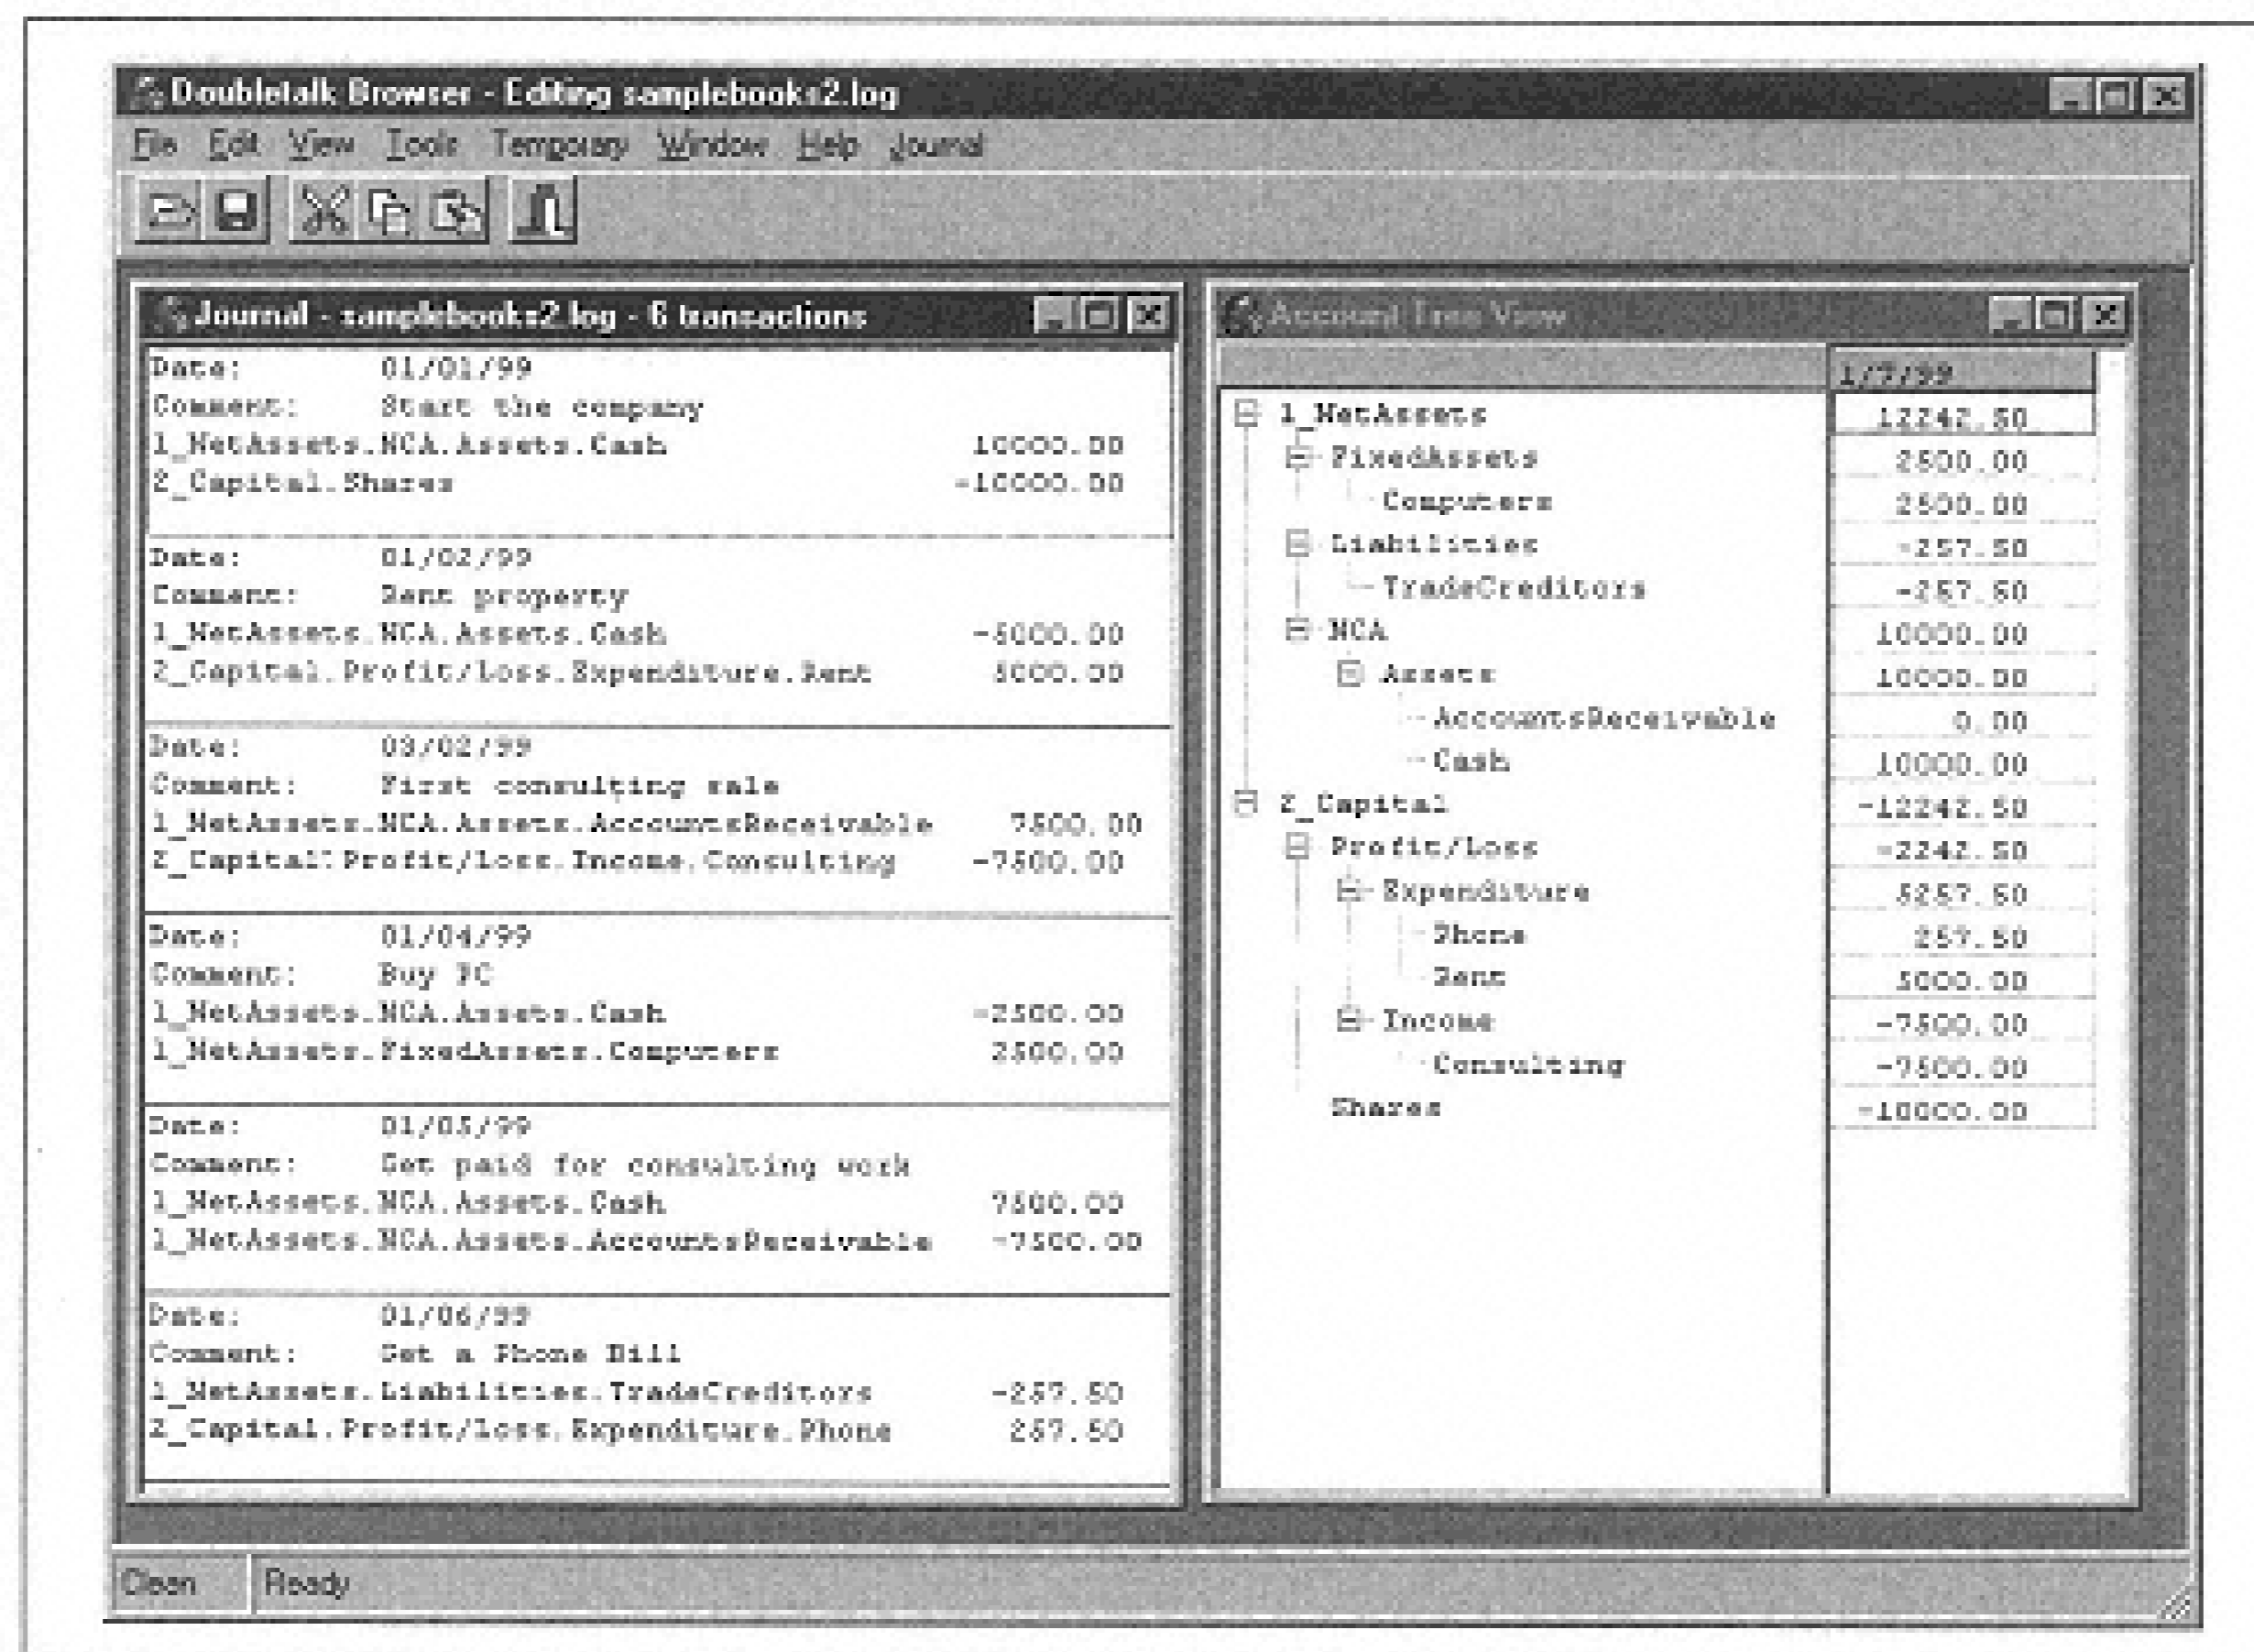 Doubletalk Browser - Editing samplebooks2.log
File Edit View Tools Temporary Window Help Journal
Journal - samplebooks2.log - 6 transactions
Date: 01/01/99
Comment: Start the company
1_NetAssets.NCA.Assets.Cash 10000.00
2_Capital.Shares -10000.00
Date: 01/02/99
Comment: Rent property
1_NetAssets.NCA.Assets.Cash -5000.00
2_Capital.Profit/Loss.Expenditure.Rent 5000.00
Date: 03/02/99
Comment: First consulting sale
1_NetAssets.NCA.Assets.AccountsReceivable 7500.00
2_Capital.Profit/Loss.Income.Consulting -7500.00
Date: 01/04/99
Comment: Buy PC
1_NetAssets.NCA.Assets.Cash -2500.00
1_NetAssets.FixedAssets.Computers 2500.00
Date: 01/05/99
Comment: Get paid for consulting work
1_NetAssets.NCA.Assets.Cash 7500.00
1_NetAssets.NCA.Assets.AccountsReceivable -7500.00
Date: 01/06/99
Comment: Get a Phone Bill
1_NetAssets.Liabilities.TradeCreditors -257.50
2_Capital.Profit/Loss.Expenditure.Phone 257.50
Account Tree View
1/7/99
1_NetAssets 12242.50
FixedAssets 2500.00
Computers 2500.00
Liabilities -257.50
TradeCreditors -257.50
NCA 10000.00
Assets 10000.00
AccountsReceivable 0.00
Cash 10000.00
2_Capital -12242.50
Profit/Loss -2242.50
Expenditure 5257.50
Phone 257.50
Rent 5000.00
Income -7500.00
Consulting -7500.00
Shares -10000.00
Clean Ready